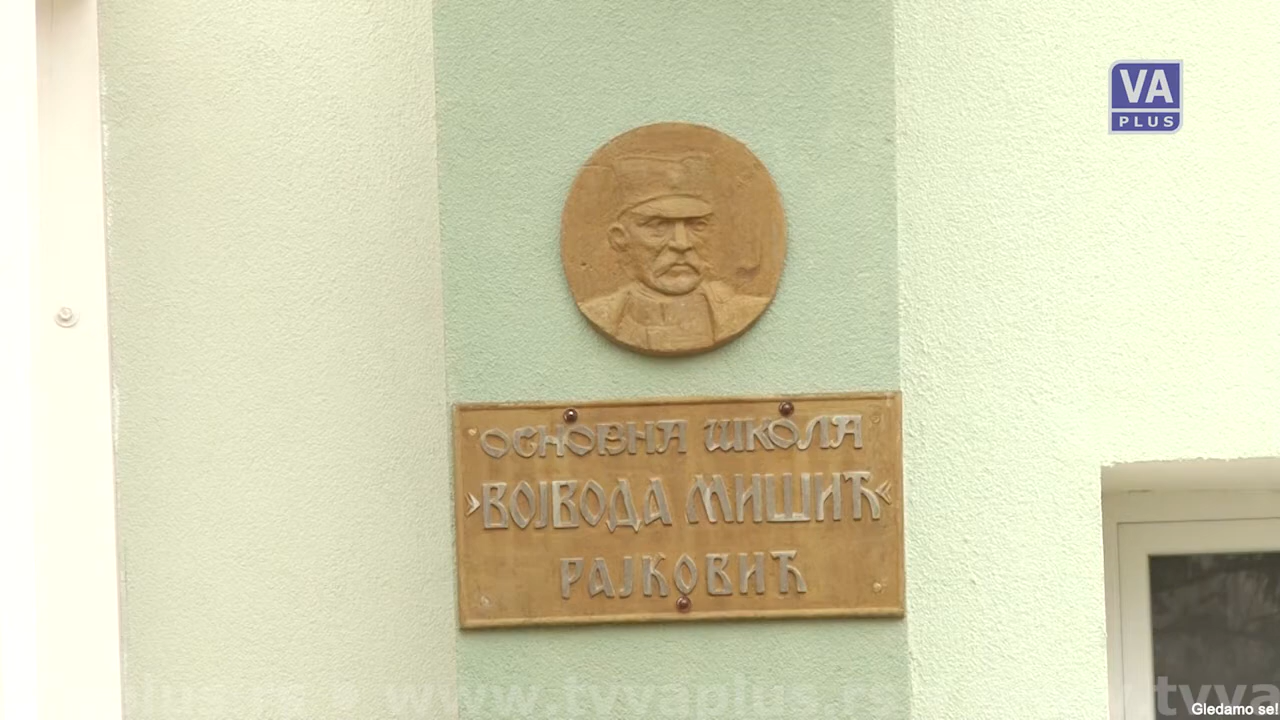 VA
PLUS
ОСНОВНА ШКОЛА
›ВОЈВОДА МИШИЋ‹
РАЈКОВИЋ
www.tvvaplus.rs
Gledamo se!